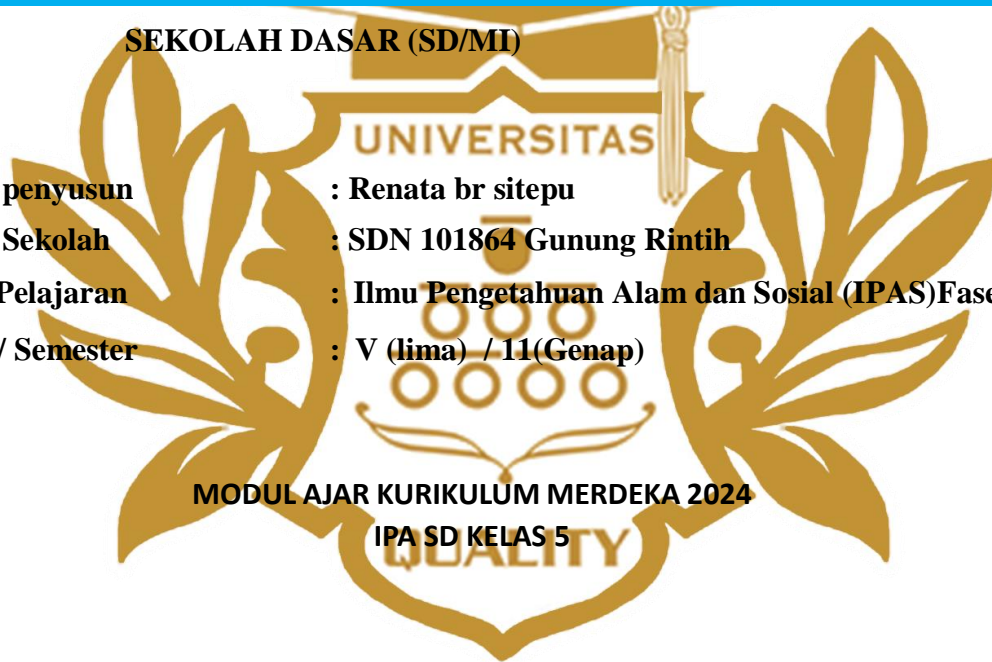 SEKOLAH DASAR (SD/MI)
UNIVERSITAS
penyusun : Renata br sitepu
Sekolah : SDN 101864 Gunung Rintih
Pelajaran : Ilmu Pengetahuan Alam dan Sosial (IPAS)Fase
/ Semester : V (lima) / 11(Genap)
MODUL AJAR KURIKULUM MERDEKA 2024
IPA SD KELAS 5
QUALITY